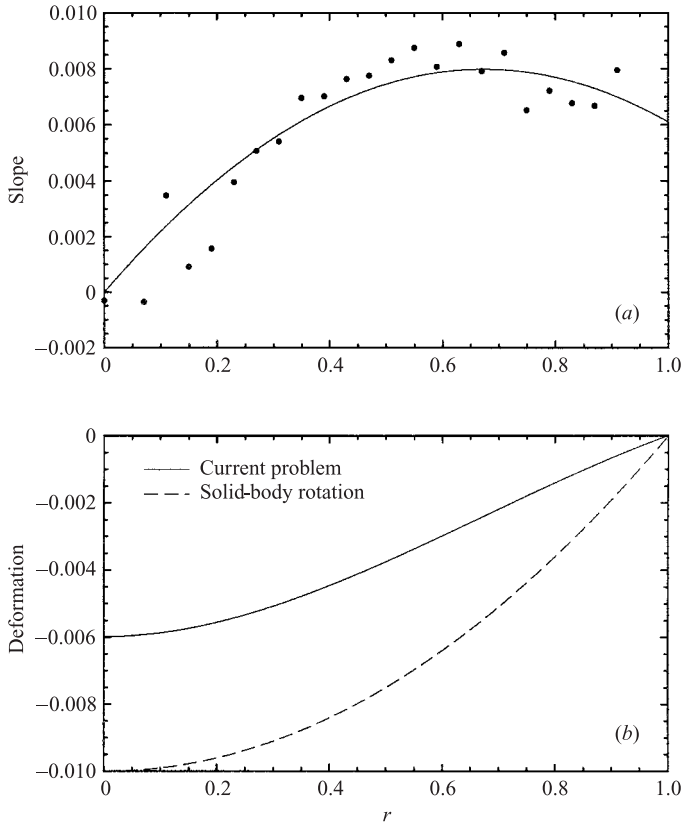 0.010
0.008
0.006
0.004
0.002
0
−0.002
Slope
(a)
0 0.2 0.4 0.6 0.8 1.0
0
−0.002
−0.004
−0.006
−0.008
−0.010
Deformation
Current problem
Solid-body rotation
(b)
0 0.2 0.4 0.6 0.8 1.0
r